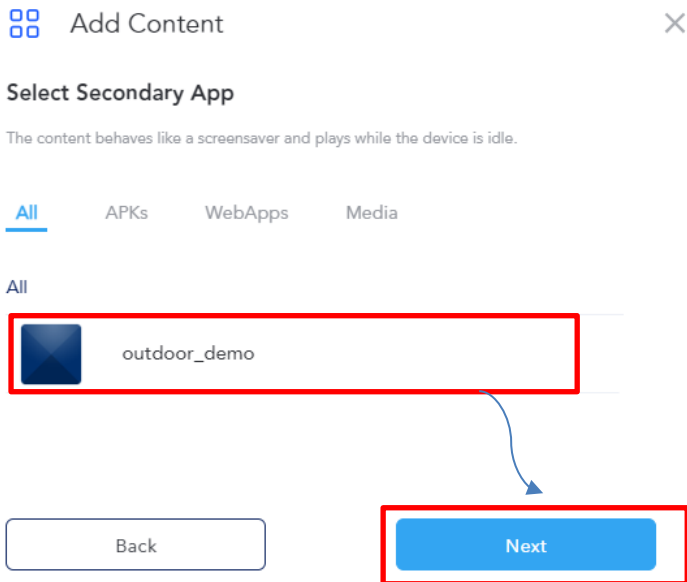 Add Content
Select Secondary App
The content behaves like a screensaver and plays while the device is idle.
All APKs WebApps Media
All
outdoor_demo
Back Next